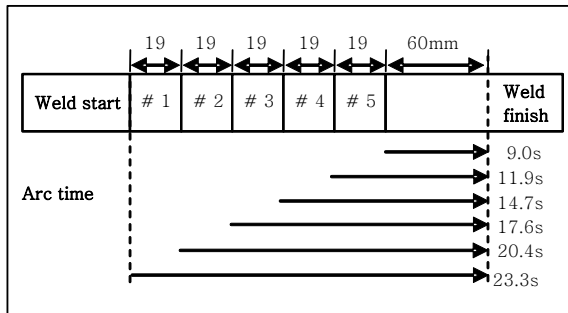 19 19 19 19 19 60mm
Weld start # 1 # 2 # 3 # 4 # 5 Weld
finish
9.0s
11.9s
Arc time
14.7s
17.6s
20.4s
23.3s